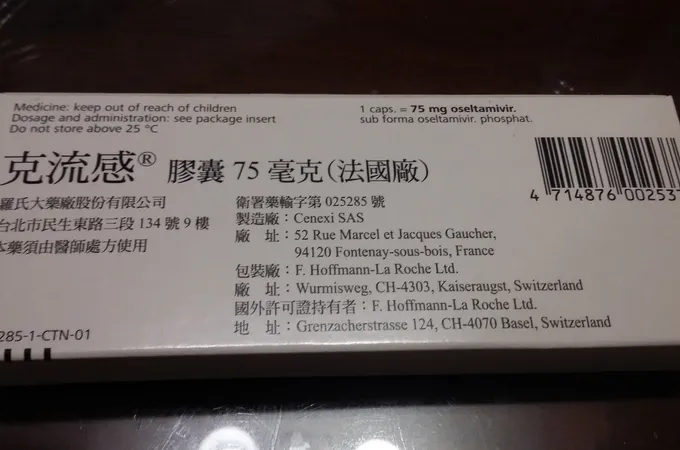 Medicine: keep out of reach of children
Dosage and administration: see package insert
Do not store above 25 °C
1 caps. = 75 mg oseltamivir.
sub forma oseltamivir. phosphat.
克流感® 膠囊 75 毫克(法國廠)
羅氏大藥廠股份有限公司
台北市民生東路三段 134 號 9 樓
本藥須由醫師處方使用
衛署藥輸字第 025285 號
製造廠:Cenexi SAS
廠 址:52 Rue Marcel et Jacques Gaucher,
94120 Fontenay-sous-bois, France
包裝廠:F. Hoffmann-La Roche Ltd.
廠 址:Wurmisweg, CH-4303, Kaiseraugst, Switzerland
國外許可證持有者:F. Hoffmann-La Roche Ltd.
地 址:Grenzacherstrasse 124, CH-4070 Basel, Switzerland
4 714876 002537
285-1-CTN-01